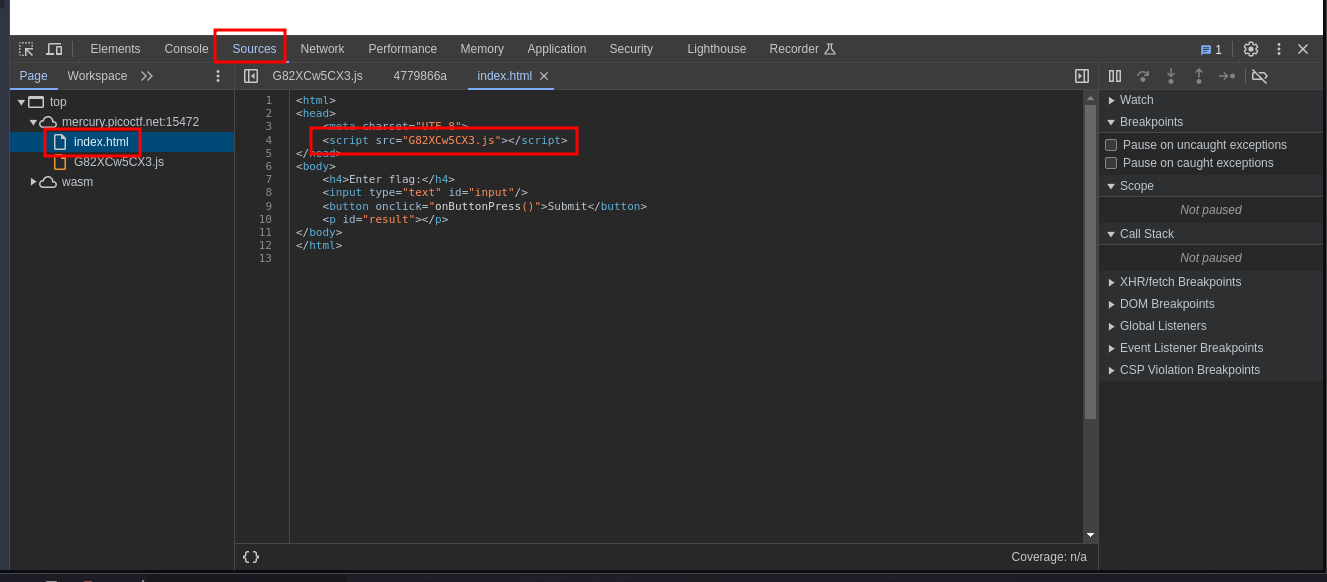 Elements Console Sources Network Performance Memory Application Security Lighthouse Recorder 1
Page Workspace
G82XCw5CX3.js 4779866a index.html
top
mercury.picoctf.net:15472
index.html
G82XCw5CX3.js
wasm
1 <html>
2 <head>
3     <meta charset="UTF-8">
4     <script src="G82XCw5CX3.js"></script>
5 </head>
6 <body>
7     <h4>Enter flag:</h4>
8     <input type="text" id="input"/>
9     <button onclick="onButtonPress()">Submit</button>
10     <p id="result"></p>
11 </body>
12 </html>
13
{}
Coverage: n/a
Watch
Breakpoints
Pause on uncaught exceptions
Pause on caught exceptions
Scope
Not paused
Call Stack
Not paused
XHR/fetch Breakpoints
DOM Breakpoints
Global Listeners
Event Listener Breakpoints
CSP Violation Breakpoints